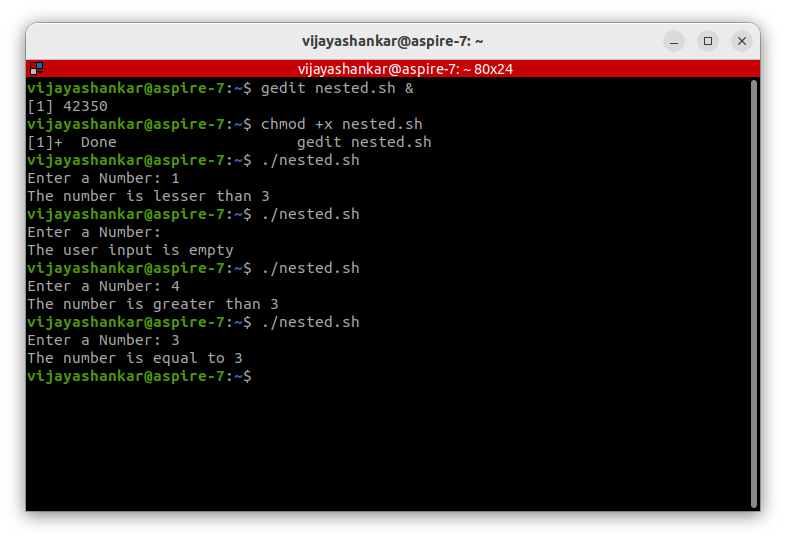 vijayashankar@aspire-7: ~
vijayashankar@aspire-7: ~ 80x24
vijayashankar@aspire-7:~$ gedit nested.sh &
[1] 42350
vijayashankar@aspire-7:~$ chmod +x nested.sh
[1]+  Done                    gedit nested.sh
vijayashankar@aspire-7:~$ ./nested.sh
Enter a Number: 1
The number is lesser than 3
vijayashankar@aspire-7:~$ ./nested.sh
Enter a Number:
The user input is empty
vijayashankar@aspire-7:~$ ./nested.sh
Enter a Number: 4
The number is greater than 3
vijayashankar@aspire-7:~$ ./nested.sh
Enter a Number: 3
The number is equal to 3
vijayashankar@aspire-7:~$